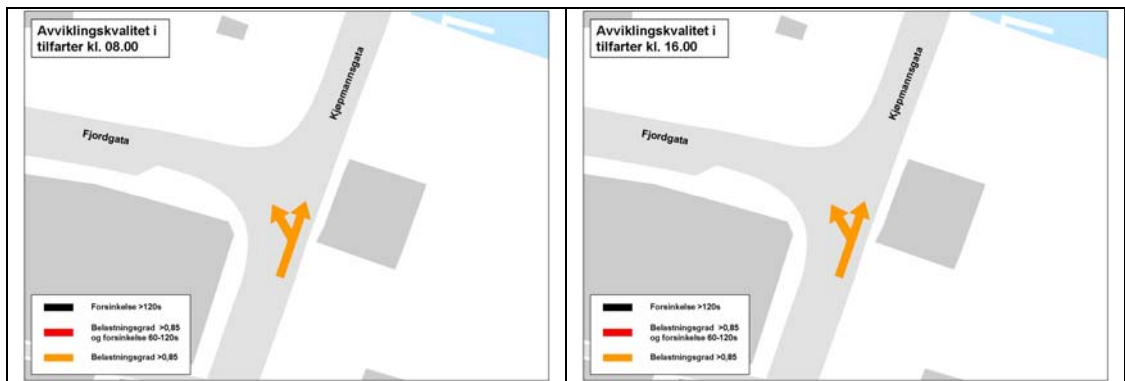 Avviklingskvalitet i
tilfarter kl. 08.00
Kjøpmannsgata
Fjordgata
Forsinkelse >120s
Belastningsgrad >0,85
og forsinkelse 60-120s
Belastningsgrad >0,85
Avviklingskvalitet i
tilfarter kl. 16.00
Kjøpmannsgata
Fjordgata
Forsinkelse >120s
Belastningsgrad >0,85
og forsinkelse 60-120s
Belastningsgrad >0,85